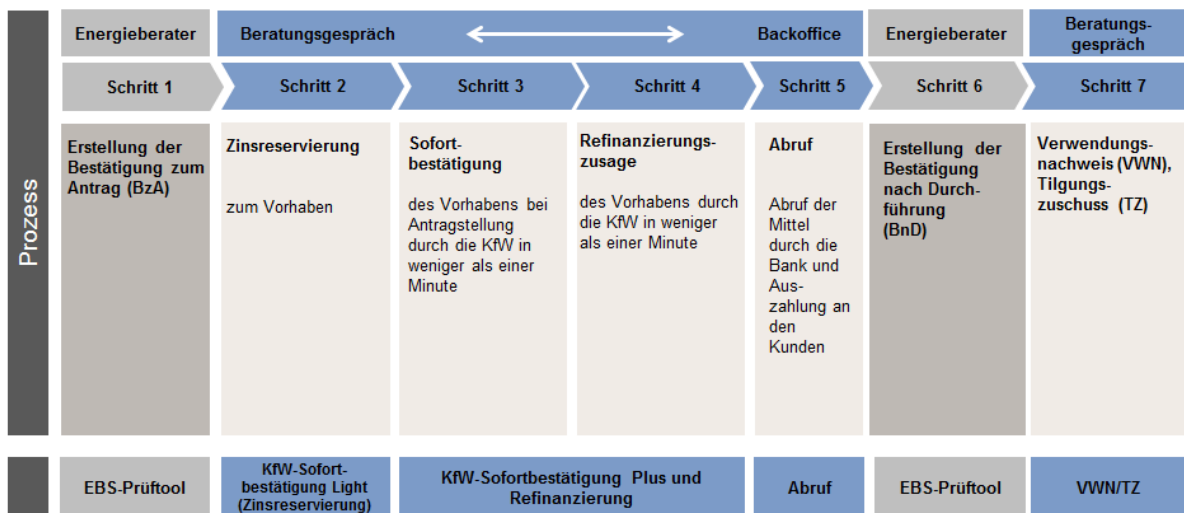 Prozess
Energieberater
Beratungsgespräch
Backoffice
Energieberater
Beratungs-
gespräch
Schritt 1
Schritt 2
Schritt 3
Schritt 4
Schritt 5
Schritt 6
Schritt 7
Erstellung der
Bestätigung zum
Antrag (BzA)
Zinsreservierung
zum Vorhaben
Sofort-
bestätigung
des Vorhabens bei
Antragstellung
durch die KfW in
weniger als einer
Minute
Refinanzierungs-
zusage
des Vorhabens durch
die KfW in weniger
als einer Minute
Abruf
Abruf der
Mittel
durch die
Bank und
Aus-
zahlung an
den
Kunden
Erstellung der
Bestätigung
nach Durch-
führung
(BnD)
Verwendungs-
nachweis (VWN),
Tilgungs-
zuschuss (TZ)
EBS-Prüftool
KfW-Sofort-
bestätigung Light
(Zinsreservierung)
KfW-Sofortbestätigung Plus und
Refinanzierung
Abruf
EBS-Prüftool
VWN/TZ